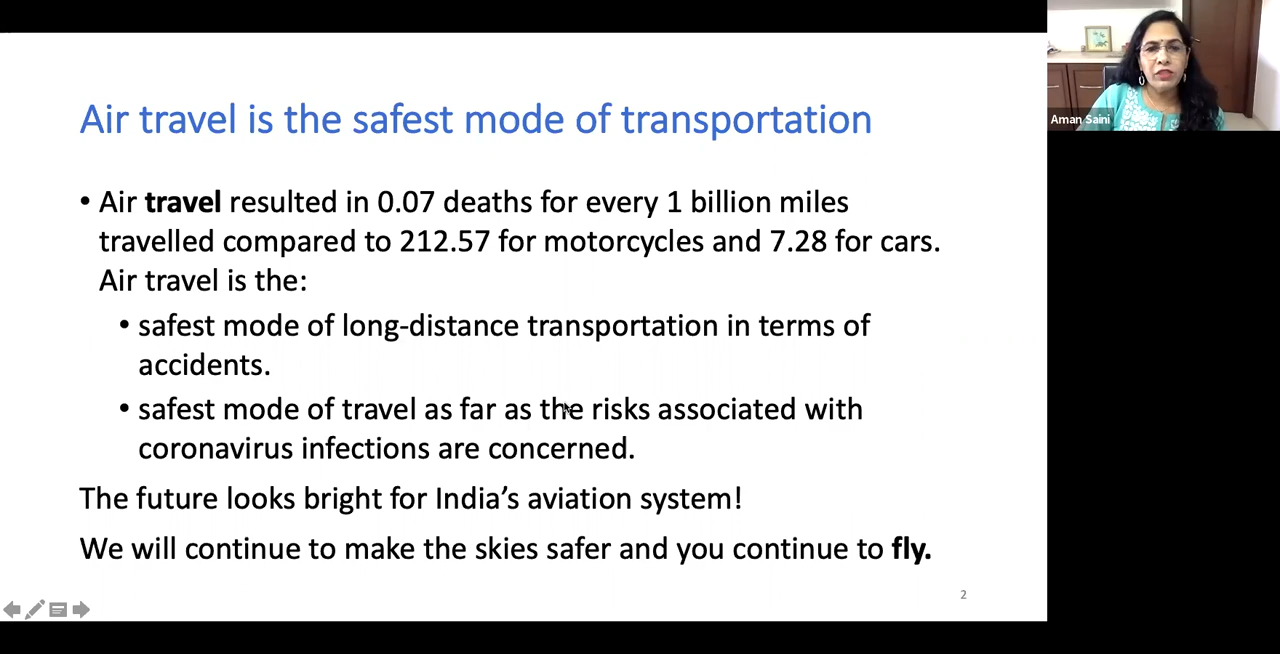 Air travel is the safest mode of transportation
• Air travel resulted in 0.07 deaths for every 1 billion miles
travelled compared to 212.57 for motorcycles and 7.28 for cars.
Air travel is the:
• safest mode of long-distance transportation in terms of
accidents.
• safest mode of travel as far as the risks associated with
coronavirus infections are concerned.
The future looks bright for India’s aviation system!
We will continue to make the skies safer and you continue to fly.
2
Aman Saini